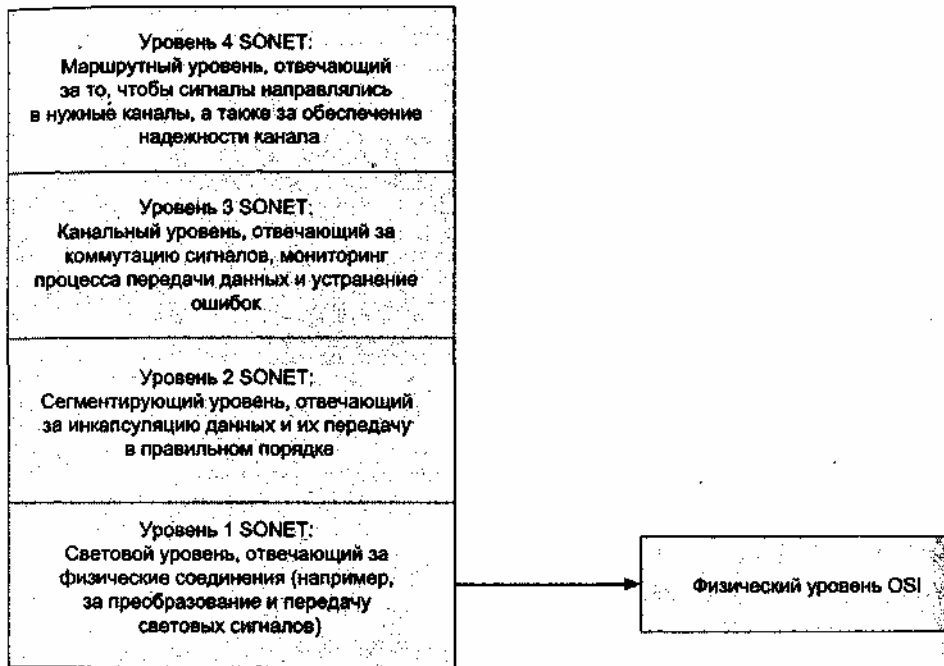 Уровень 4 SONET:
Маршрутный уровень, отвечающий
за то, чтобы сигналы направлялись
в нужные каналы, а также за обеспечение
надежности канала
Уровень 3 SONET:
Канальный уровень, отвечающий за
коммутацию сигналов, мониторинг
процесса передачи данных и устранение
ошибок
Уровень 2 SONET:
Сегментирующий уровень, отвечающий
за инкапсуляцию данных и их передачу
в правильном порядке
Уровень 1 SONET:
Световой уровень, отвечающий за
физические соединения (например,
за преобразование и передачу
световых сигналов)
Физический уровень OSI